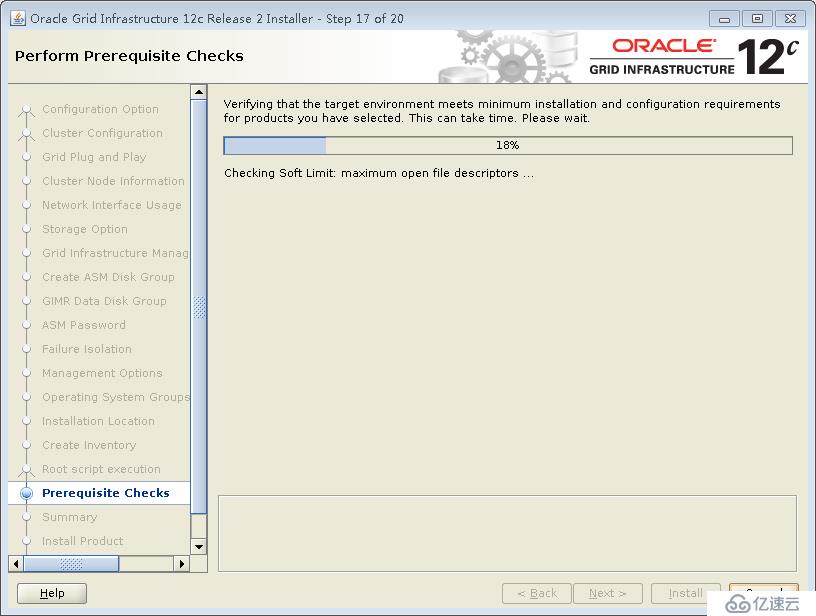 Oracle Grid Infrastructure 12c Release 2 Installer - Step 17 of 20
Perform Prerequisite Checks
ORACLE
GRID INFRASTRUCTURE
12c
Configuration Option
Cluster Configuration
Grid Plug and Play
Cluster Node Information
Network Interface Usage
Storage Option
Grid Infrastructure Manag
Create ASM Disk Group
GIMR Data Disk Group
ASM Password
Failure Isolation
Management Options
Operating System Groups
Installation Location
Create Inventory
Root script execution
Prerequisite Checks
Summary
Install Product
Verifying that the target environment meets minimum installation and configuration requirements
for products you have selected. This can take time. Please wait.
18%
Checking Soft Limit: maximum open file descriptors ...
Help
< Back
Next >
Install
亿速云